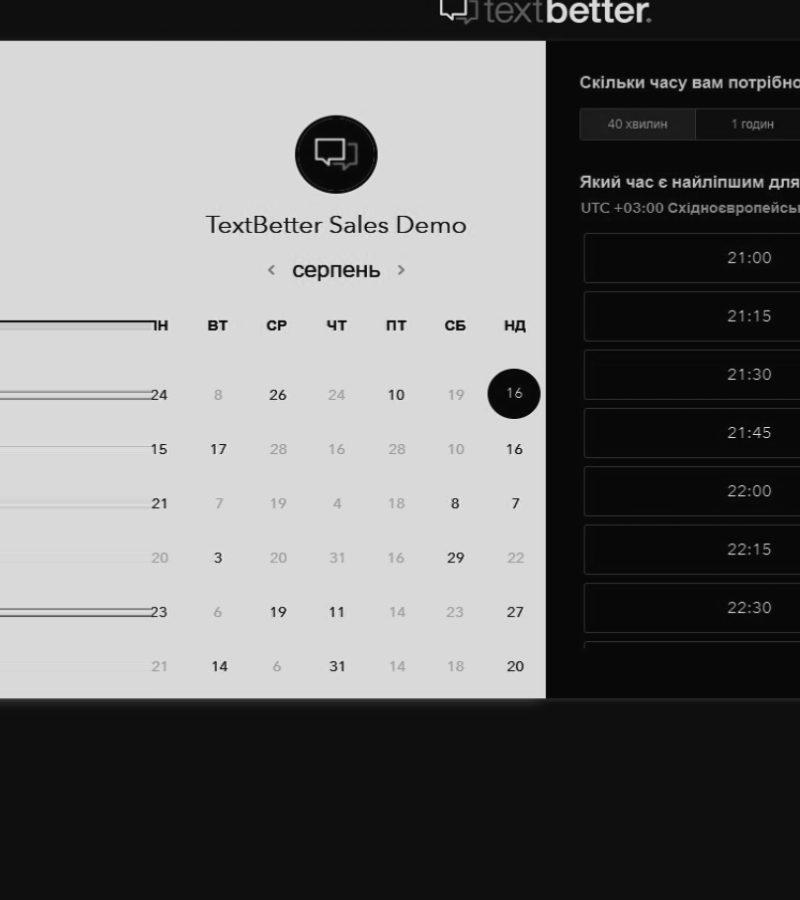 textbetter.
TextBetter Sales Demo
< серпень >
ПН ВТ СР ЧТ ПТ СБ НД
24 8 26 24 10 19 16
15 17 28 16 28 10 16
21 7 19 4 18 8 7
20 3 20 31 16 29 22
23 6 19 11 14 23 27
21 14 6 31 14 18 20
Скільки часу вам потрібно
40 хвилин 1 годин
Який час є найліпшим для
UTC +03:00
21:00
21:15
21:30
21:45
22:00
22:15
22:30